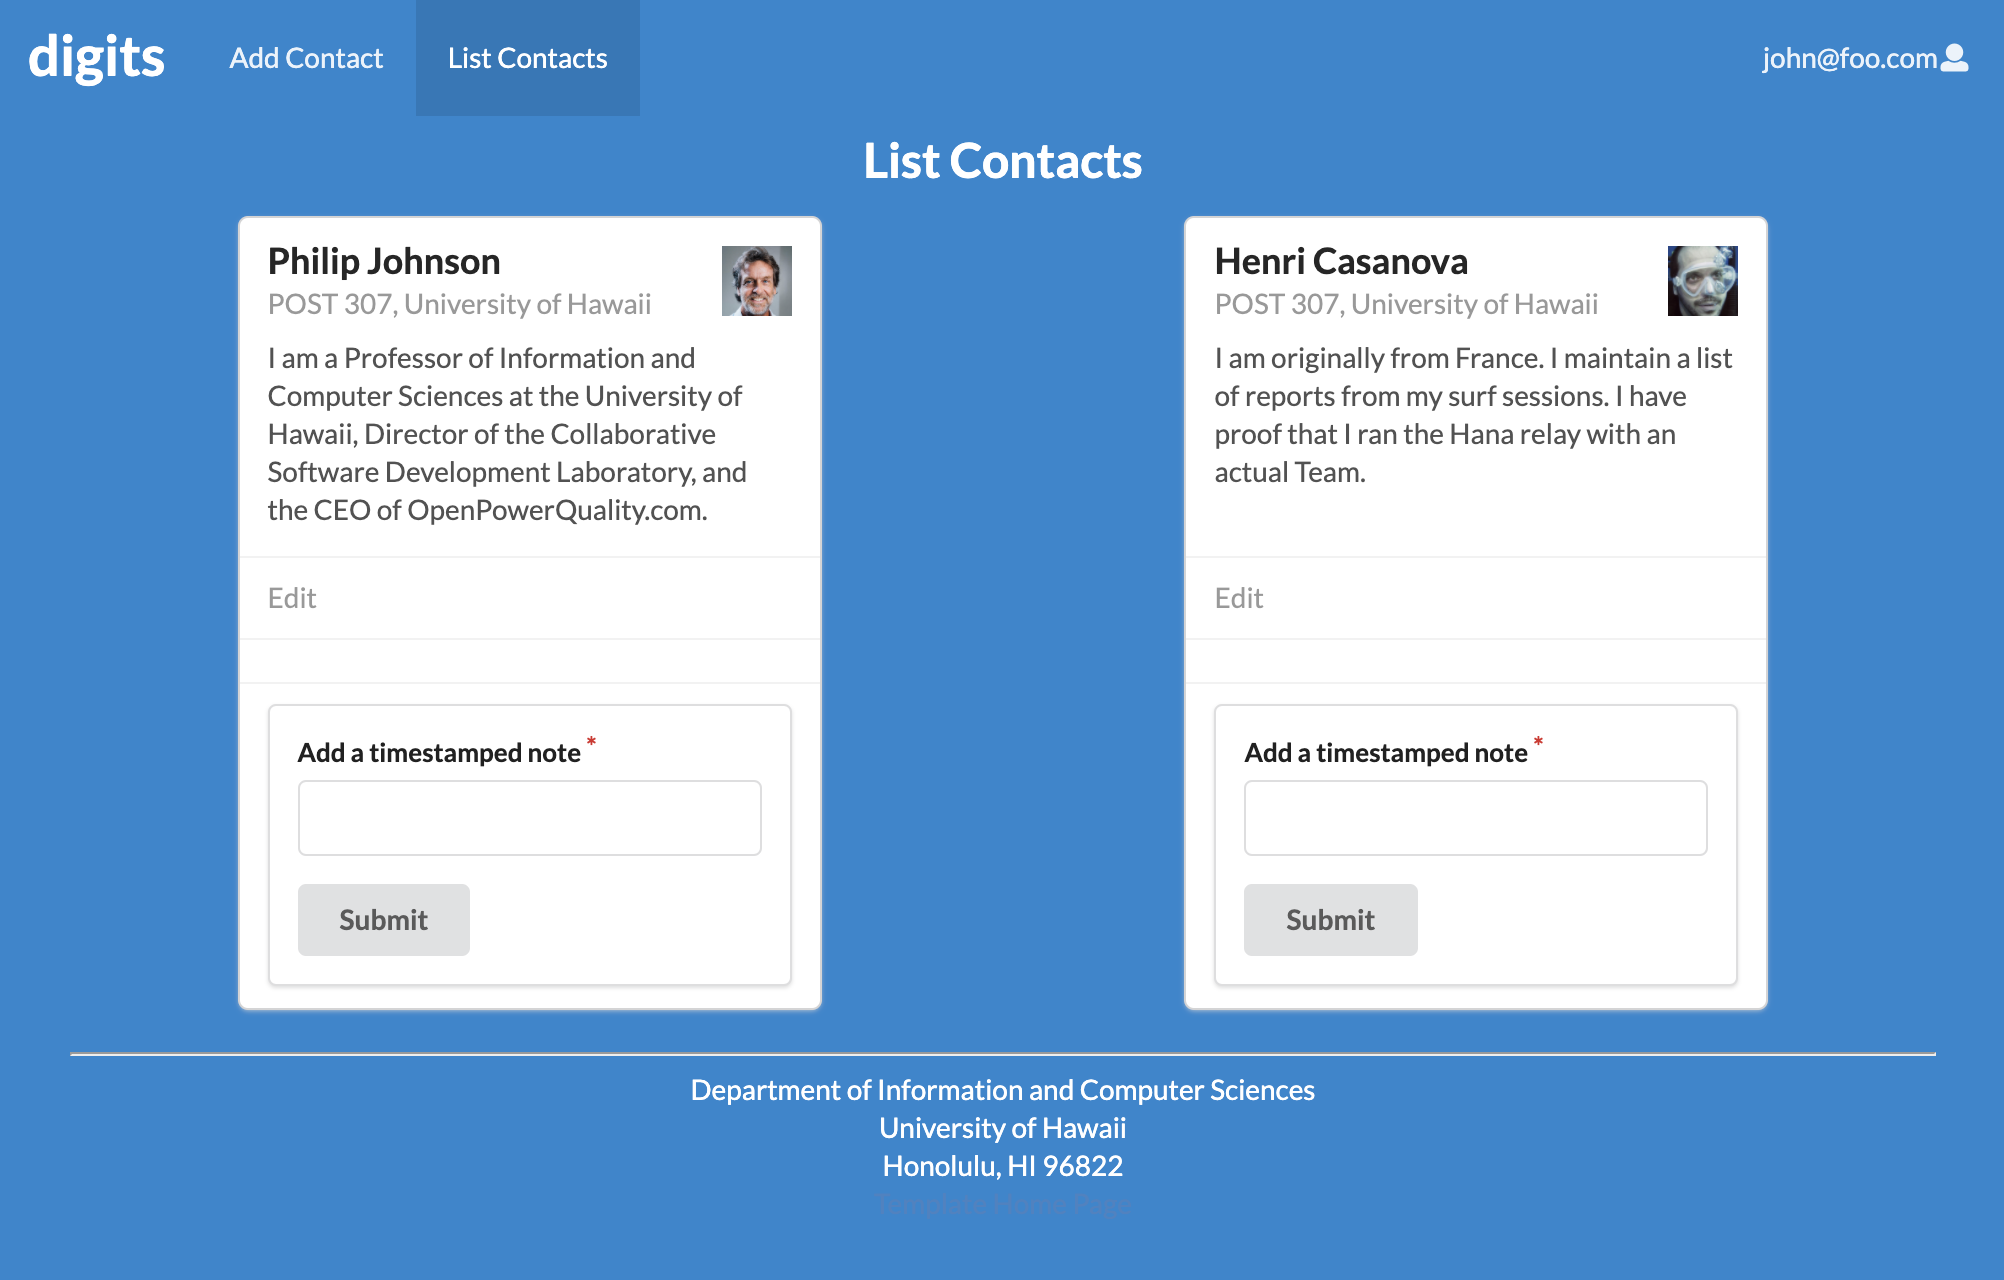 digits
Add Contact
List Contacts
john@foo.com
List Contacts
Philip Johnson
POST 307, University of Hawaii
I am a Professor of Information and
Computer Sciences at the University of
Hawaii, Director of the Collaborative
Software Development Laboratory, and
the CEO of OpenPowerQuality.com.
Edit
Add a timestamped note *
Submit
Henri Casanova
POST 307, University of Hawaii
I am originally from France. I maintain a list
of reports from my surf sessions. I have
proof that I ran the Hana relay with an
actual Team.
Edit
Add a timestamped note *
Submit
Department of Information and Computer Sciences
University of Hawaii
Honolulu, HI 96822
Template Home Page